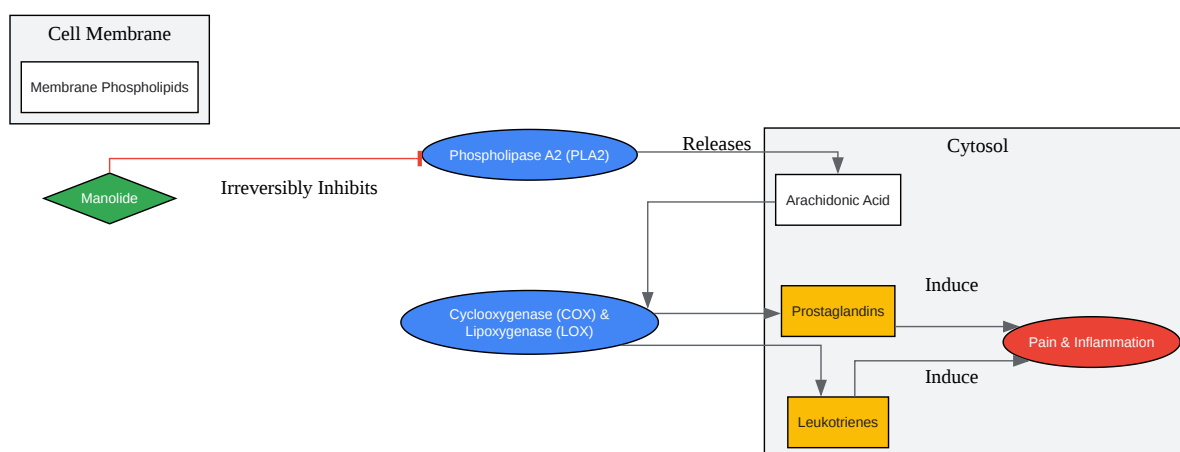 Cell Membrane
Membrane Phospholipids
Manolide
Irreversibly Inhibits
Phospholipase A2 (PLA2)
Releases
Cytosol
Arachidonic Acid
Cyclooxygenase (COX) &
Lipoxygenase (LOX)
Prostaglandins
Induce
Pain & Inflammation
Induce
Leukotrienes